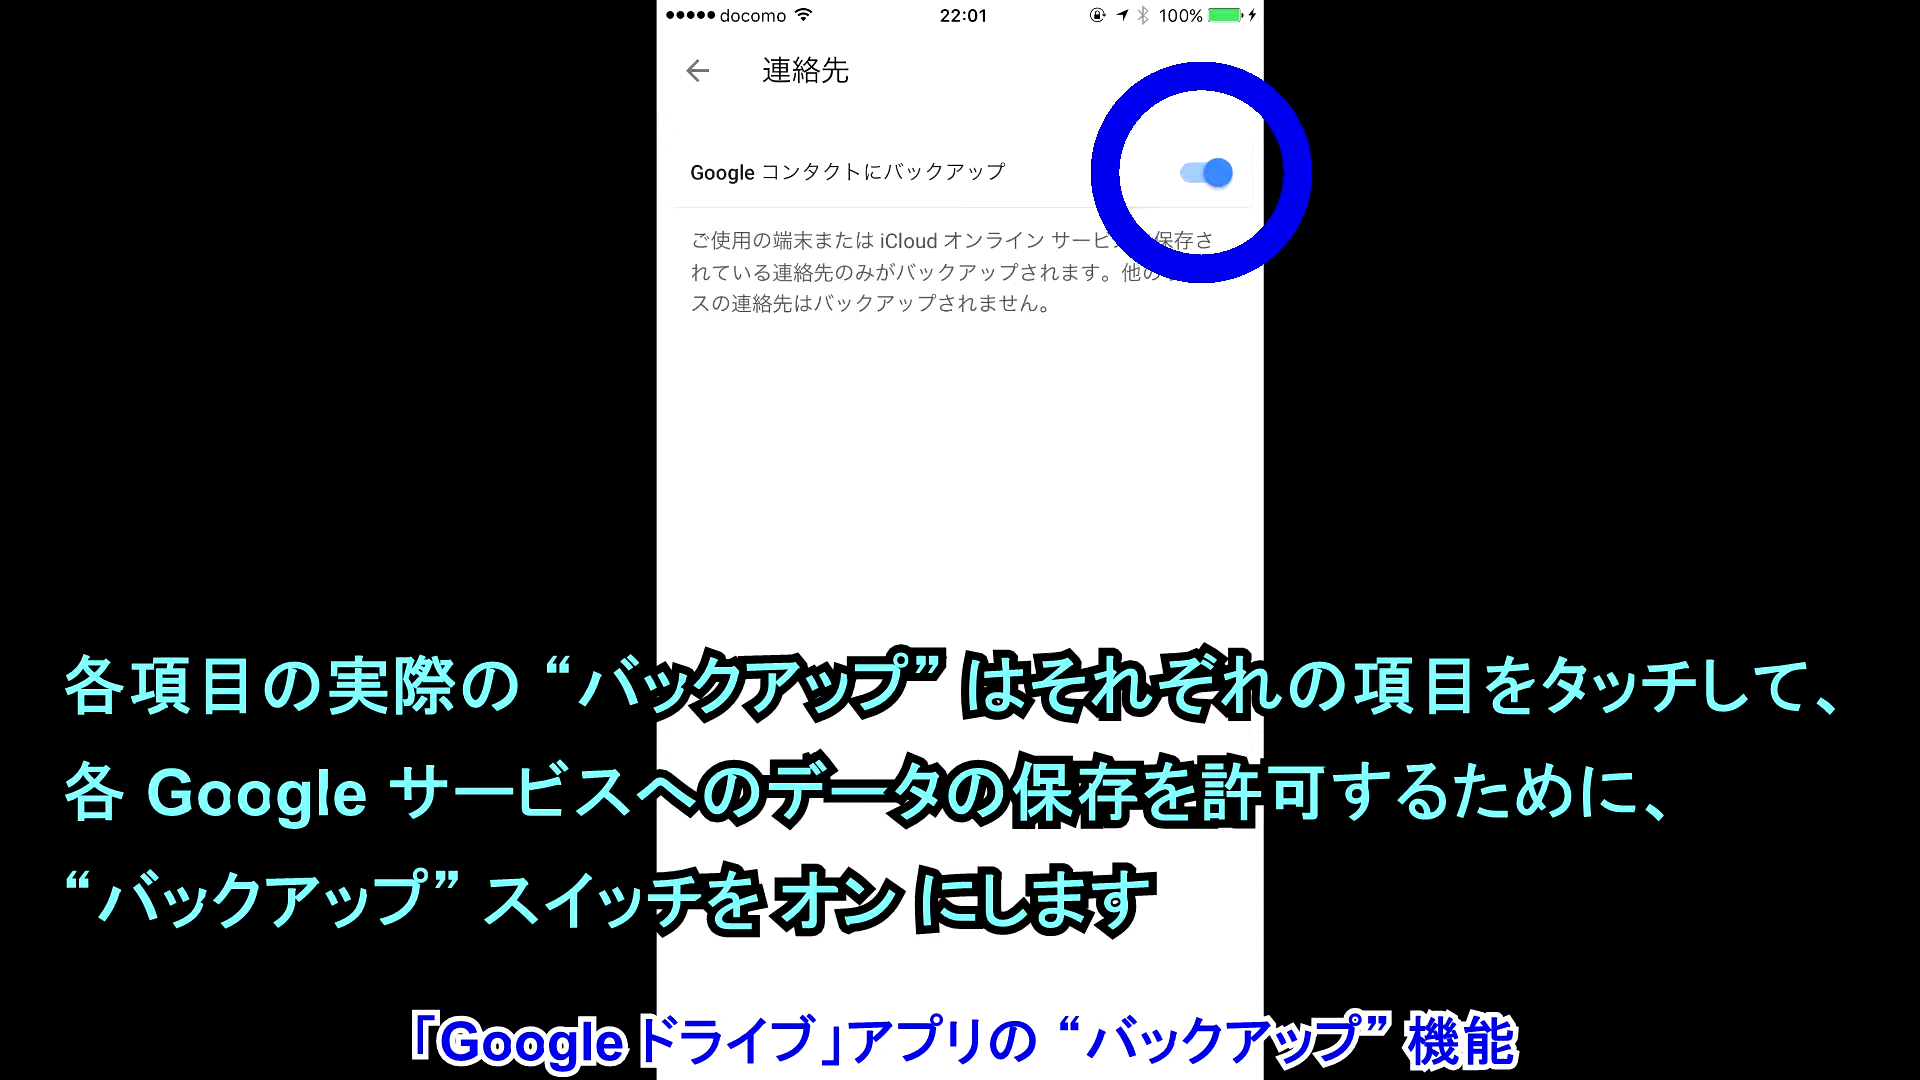 docomo 22:01 100%
連絡先
Google コンタクトにバックアップ
ご使用の端末または iCloud オンライン サービ 保存さ
れている連絡先のみがバックアップされます。他の
スの連絡先はバックアップされません。
各項目の実際の “バックアップ” はそれぞれの項目をタッチして、
各 Google サービスへのデータの保存を許可するために、
“バックアップ” スイッチを オン にします
「Google ドライブ」アプリの “バックアップ” 機能